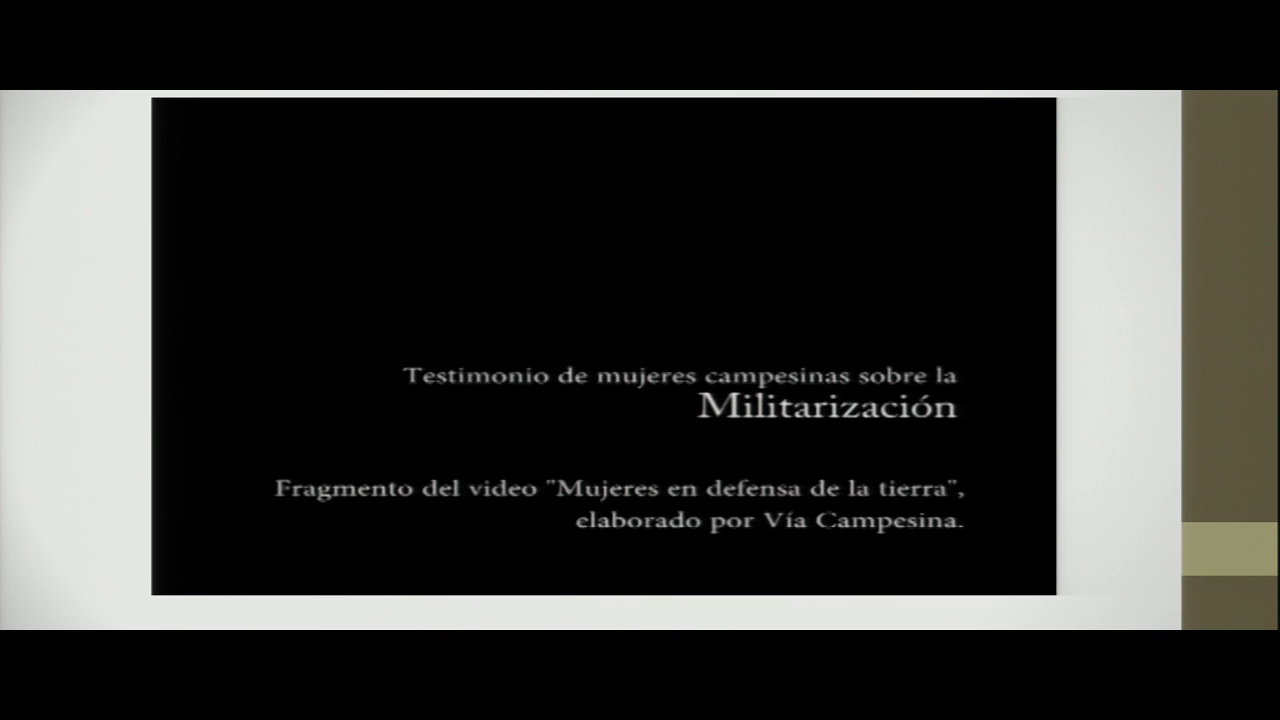 Testimonio de mujeres campesinas sobre la
Militarización
Fragmento del video "Mujeres en defensa de la tierra",
elaborado por Vía Campesina.